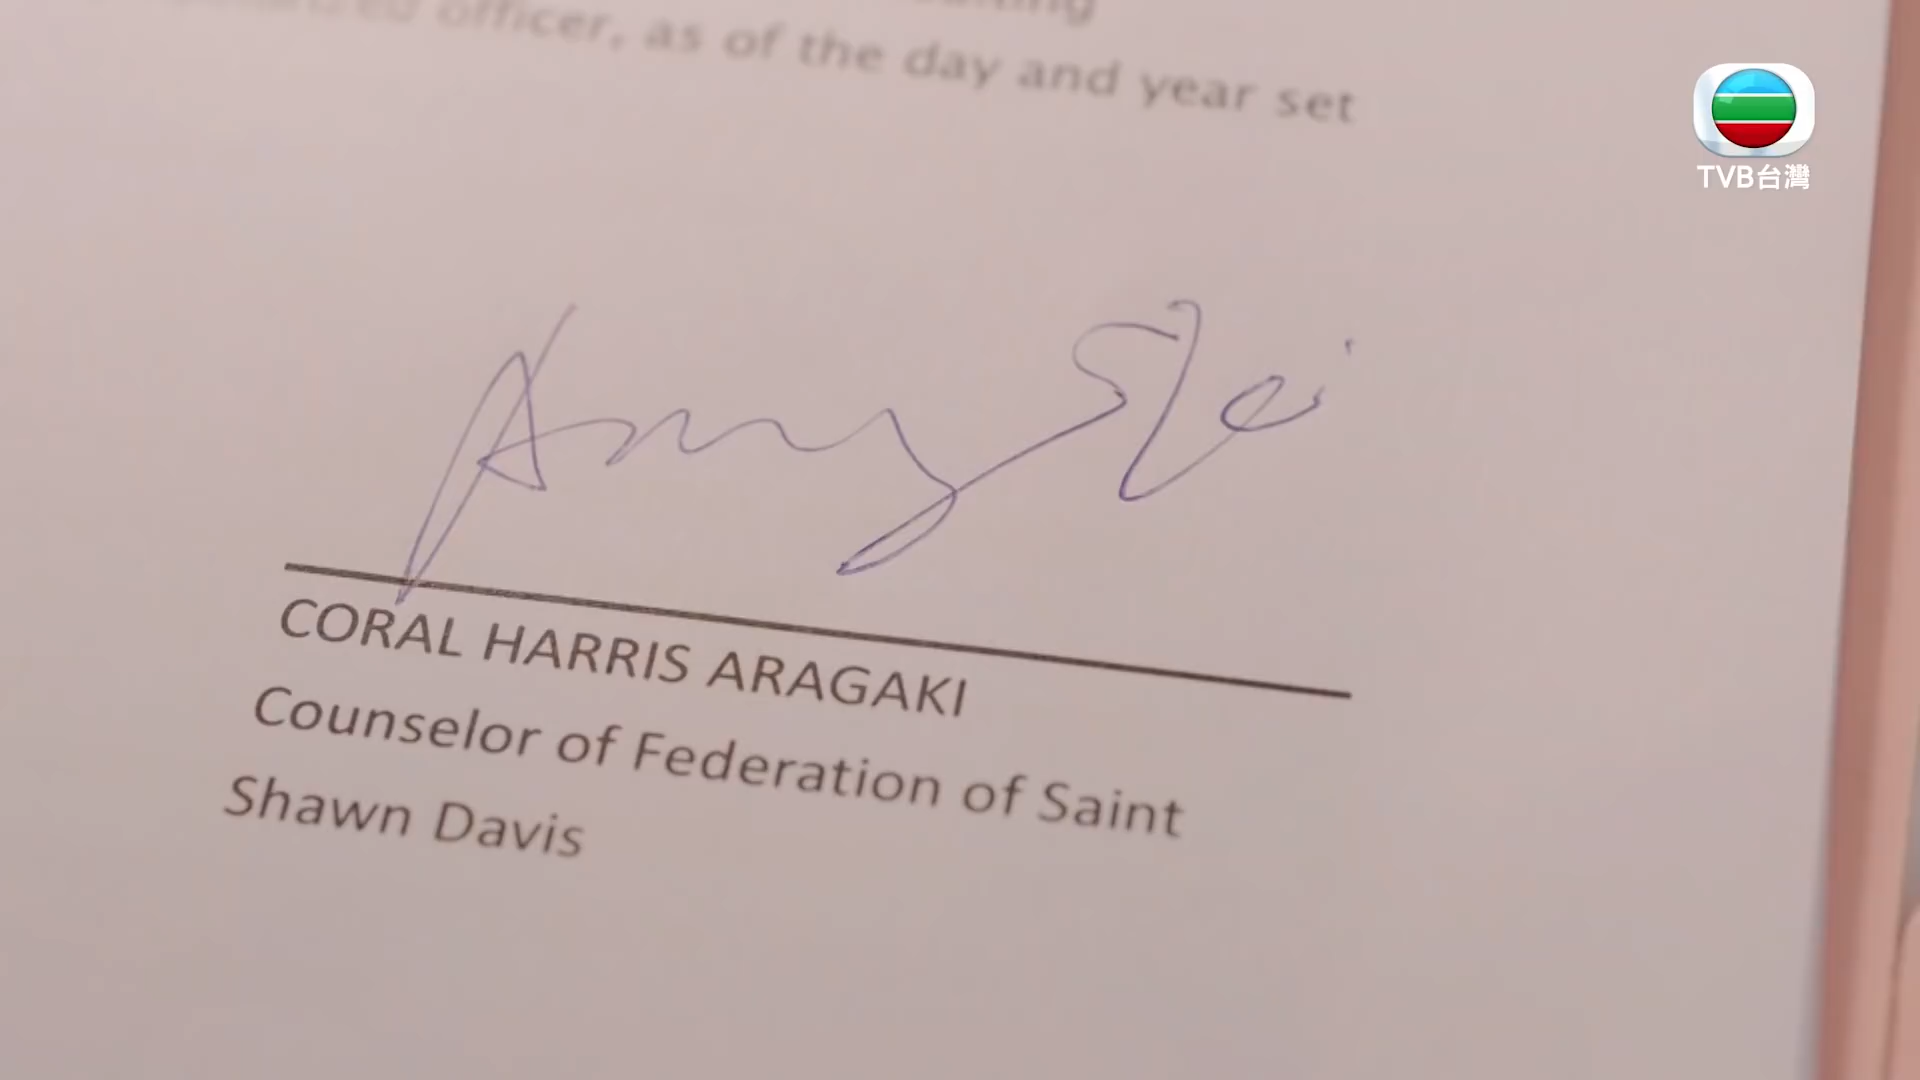 officer, as of the day and year set
TVB台灣
CORAL HARRIS ARAGAKI
Counselor of Federation of Saint
Shawn Davis